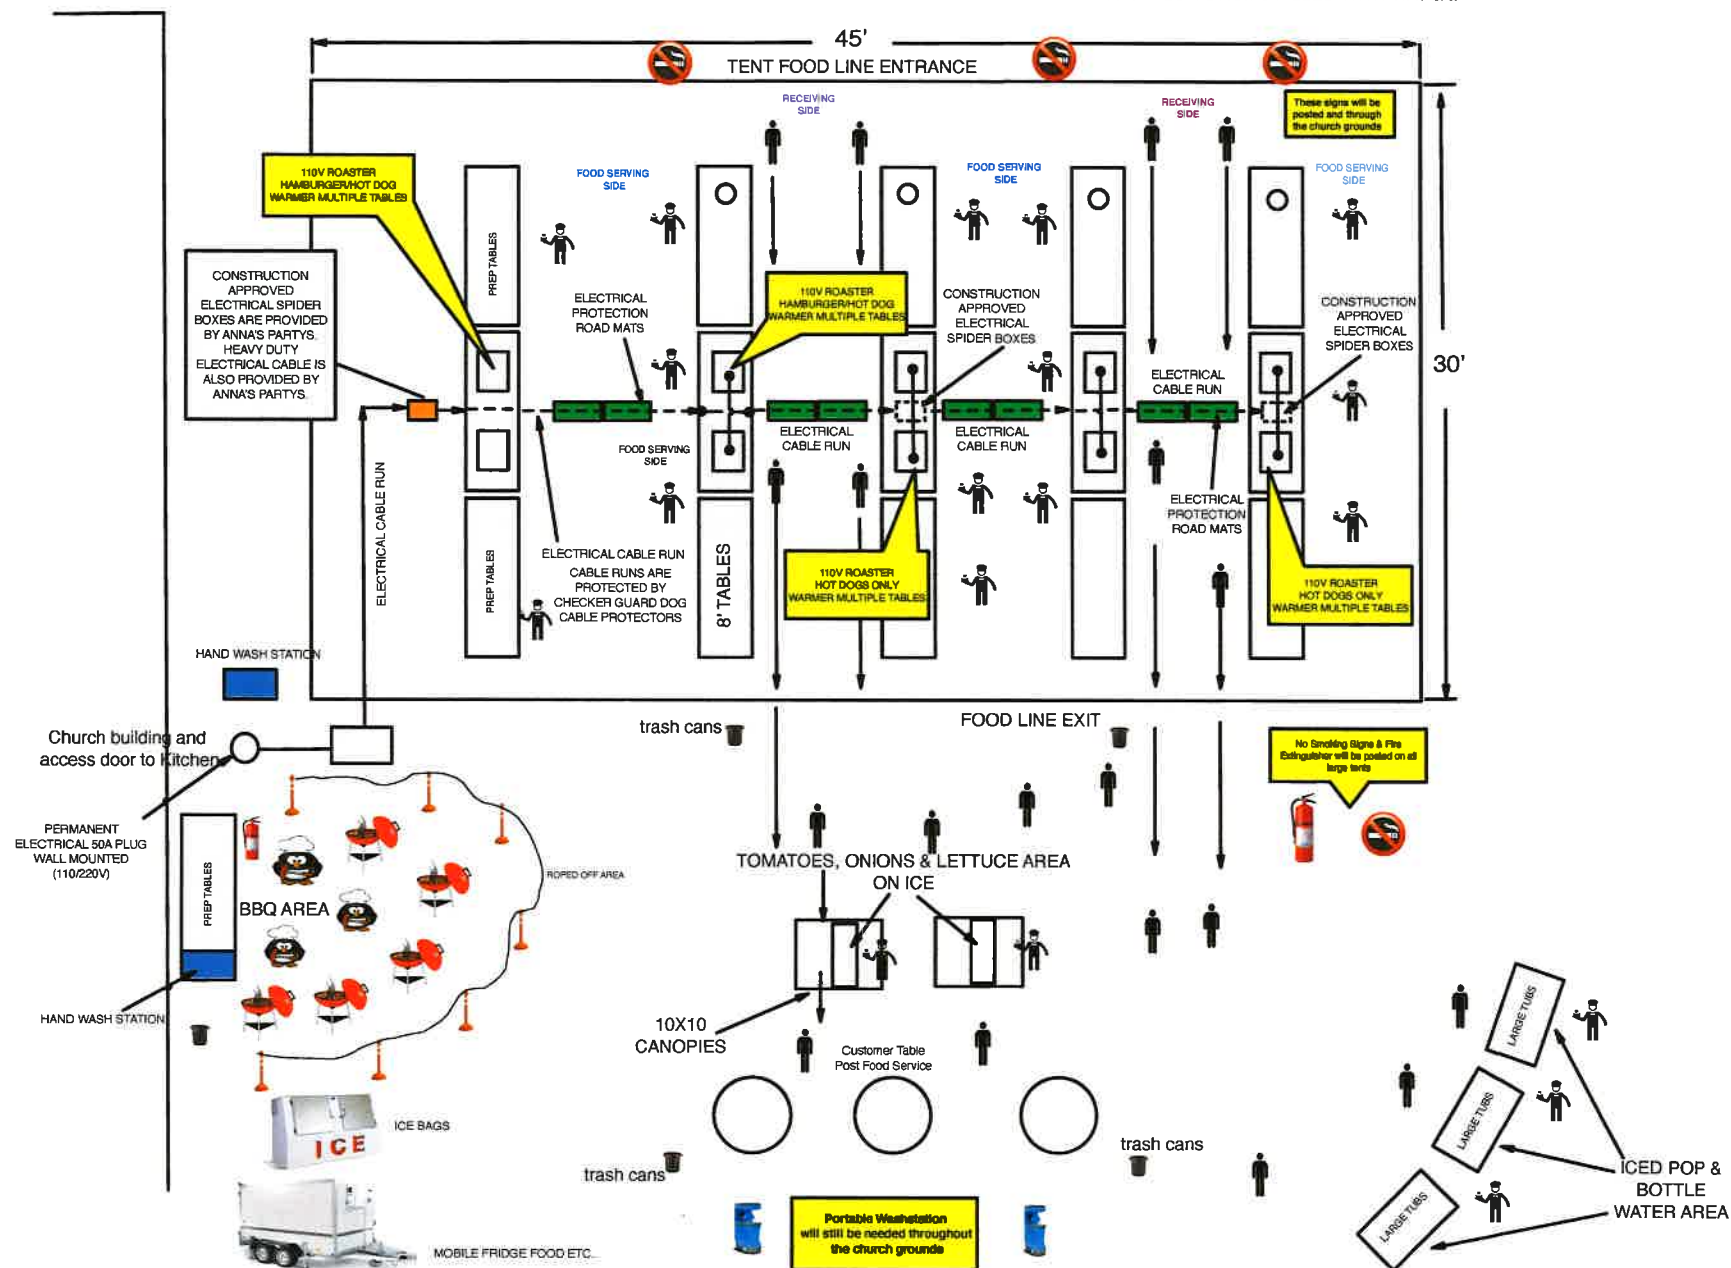 45'
TENT FOOD LINE ENTRANCE
RECEIVING
SIDE
RECEIVING
SIDE
These signs will be
posted and through
the church grounds
110V ROASTER
HAMBURGER/HOT DOG
WARMER MULTIPLE TABLES
FOOD SERVING
SIDE
FOOD SERVING
SIDE
FOOD SERVING
SIDE
PREP TABLES
CONSTRUCTION
APPROVED
ELECTRICAL SPIDER
BOXES ARE PROVIDED
BY ANNA'S PARTYS.
HEAVY DUTY
ELECTRICAL CABLE IS
ALSO PROVIDED BY
ANNA'S PARTYS.
ELECTRICAL
PROTECTION
ROAD MATS
110V ROASTER
HAMBURGER/HOT DOG
WARMER MULTIPLE TABLES
CONSTRUCTION
APPROVED
ELECTRICAL
SPIDER BOXES
CONSTRUCTION
APPROVED
ELECTRICAL
SPIDER BOXES
30'
ELECTRICAL
CABLE RUN
ELECTRICAL
CABLE RUN
ELECTRICAL
CABLE RUN
FOOD SERVING
SIDE
ELECTRICAL CABLE RUN
ELECTRICAL
PROTECTION
ROAD MATS
ELECTRICAL CABLE RUN
CABLE RUNS ARE
PROTECTED BY
CHECKER GUARD DOG
CABLE PROTECTORS
PREP TABLES
8' TABLES
110V ROASTER
HOT DOGS ONLY
WARMER MULTIPLE TABLES
110V ROASTER
HOT DOGS ONLY
WARMER MULTIPLE TABLES
HAND WASH STATION
FOOD LINE EXIT
trash cans
Church building and
access door to Kitchen
No Smoking Signs & Fire
Extinguisher will be posted on all
large tents
PERMANENT
ELECTRICAL 50A PLUG
WALL MOUNTED
(110/220V)
PREP TABLES
BBQ AREA
ROPED OFF AREA
TOMATOES, ONIONS & LETTUCE AREA
ON ICE
HAND WASH STATION
10X10
CANOPIES
Customer Table
Post Food Service
LARGE TUBS
LARGE TUBS
LARGE TUBS
ICE BAGS
ICE
trash cans
trash cans
ICED POP &
BOTTLE
WATER AREA
Portable Washstation
will still be needed throughout
the church grounds
MOBILE FRIDGE FOOD ETC...